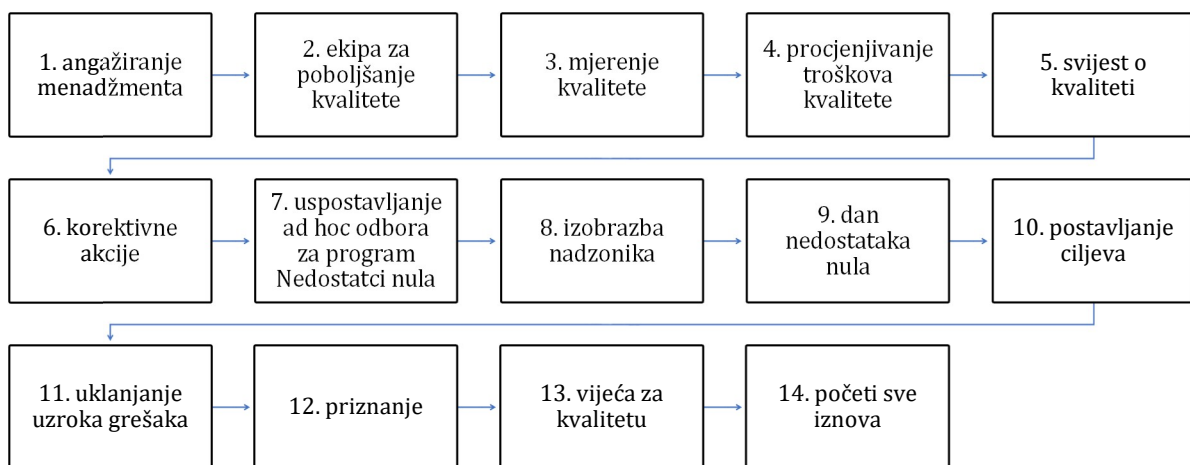 1. angažiranje
menadžmenta
2. ekipa za
poboljšanje
kvalitete
3. mjerenje
kvalitete
4. procjenjivanje
troškova
kvalitete
5. svijest o
kvaliteti
6. korektivne
akcije
7. uspostavljanje
ad hoc odbora
za program
Nedostatci nula
8. izobrazba
nadzonika
9. dan
nedostataka
nula
10. postavljanje
ciljeva
11. uklanjanje
uzroka grešaka
12. priznanje
13. vijeća za
kvalitetu
14. početi sve
iznova